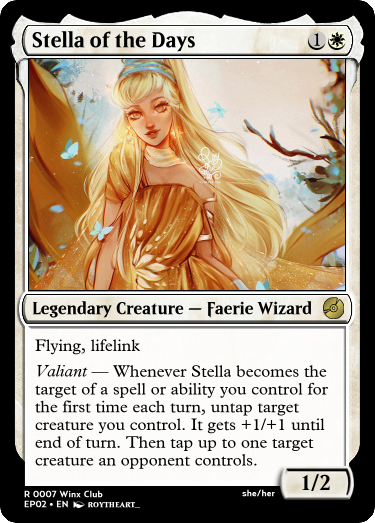 Stella of the Days 1
Legendary Creature — Faerie Wizard
Flying, lifelink
Valiant — Whenever Stella becomes the
target of a spell or ability you control for
the first time each turn, untap target
creature you control. It gets +1/+1 until
end of turn. Then tap up to one target
creature an opponent controls.
1/2
R 0007 Winx Club she/her
EP02 • EN ROYTHEART_